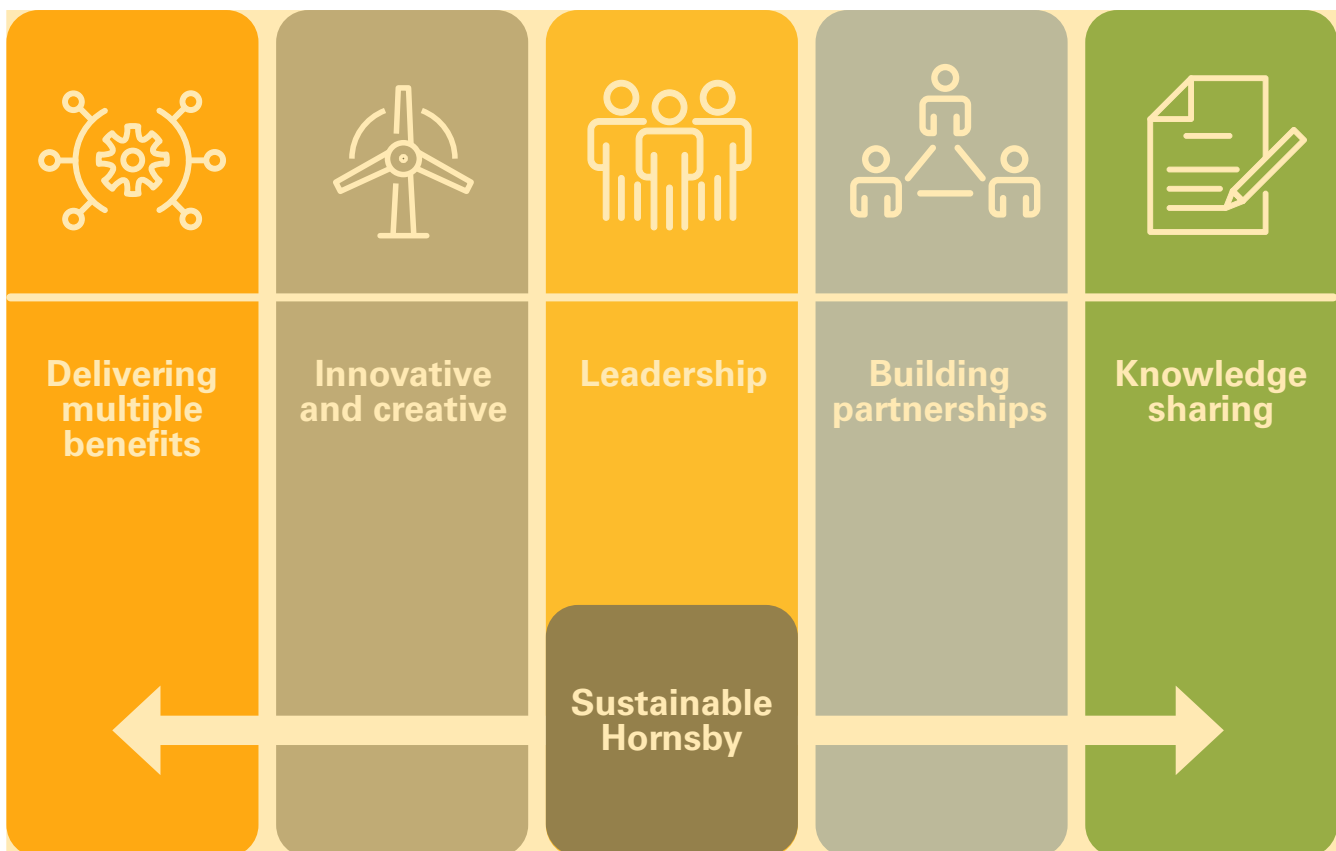 Delivering
multiple
benefits
Innovative
and creative
Leadership
Building
partnerships
Knowledge
sharing
Sustainable
Hornsby